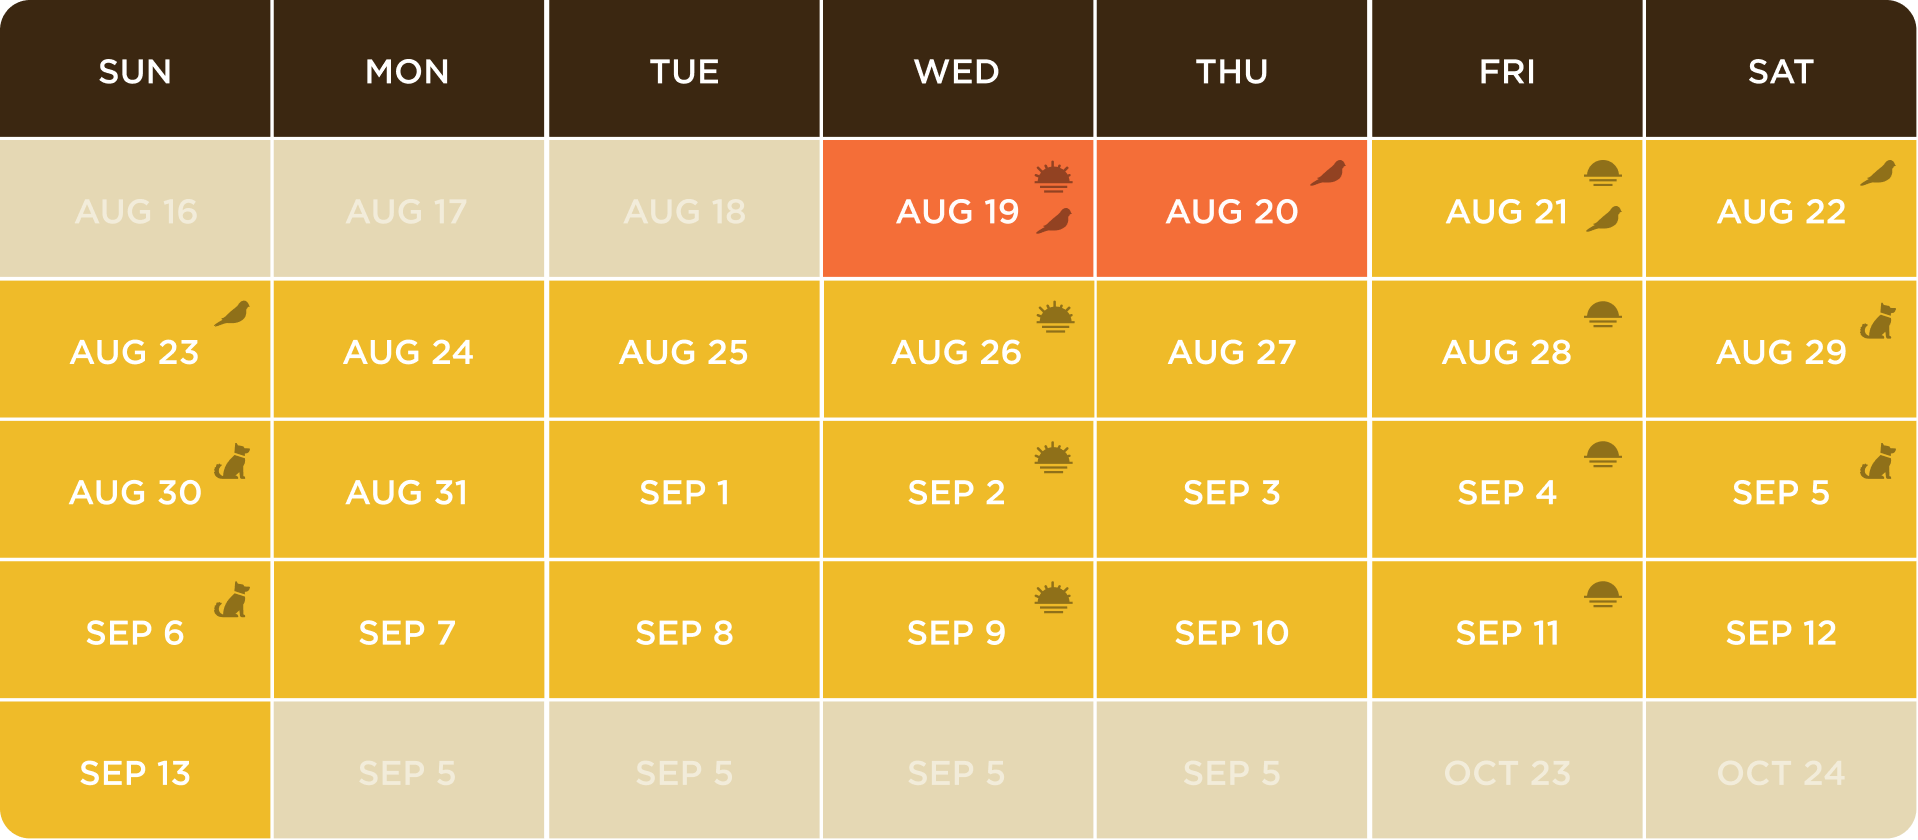 SUN MON TUE WED THU FRI SAT
AUG 16 AUG 17 AUG 18 AUG 19 AUG 20 AUG 21 AUG 22
AUG 23 AUG 24 AUG 25 AUG 26 AUG 27 AUG 28 AUG 29
AUG 30 AUG 31 SEP 1 SEP 2 SEP 3 SEP 4 SEP 5
SEP 6 SEP 7 SEP 8 SEP 9 SEP 10 SEP 11 SEP 12
SEP 13 SEP 5 SEP 5 SEP 5 SEP 5 OCT 23 OCT 24